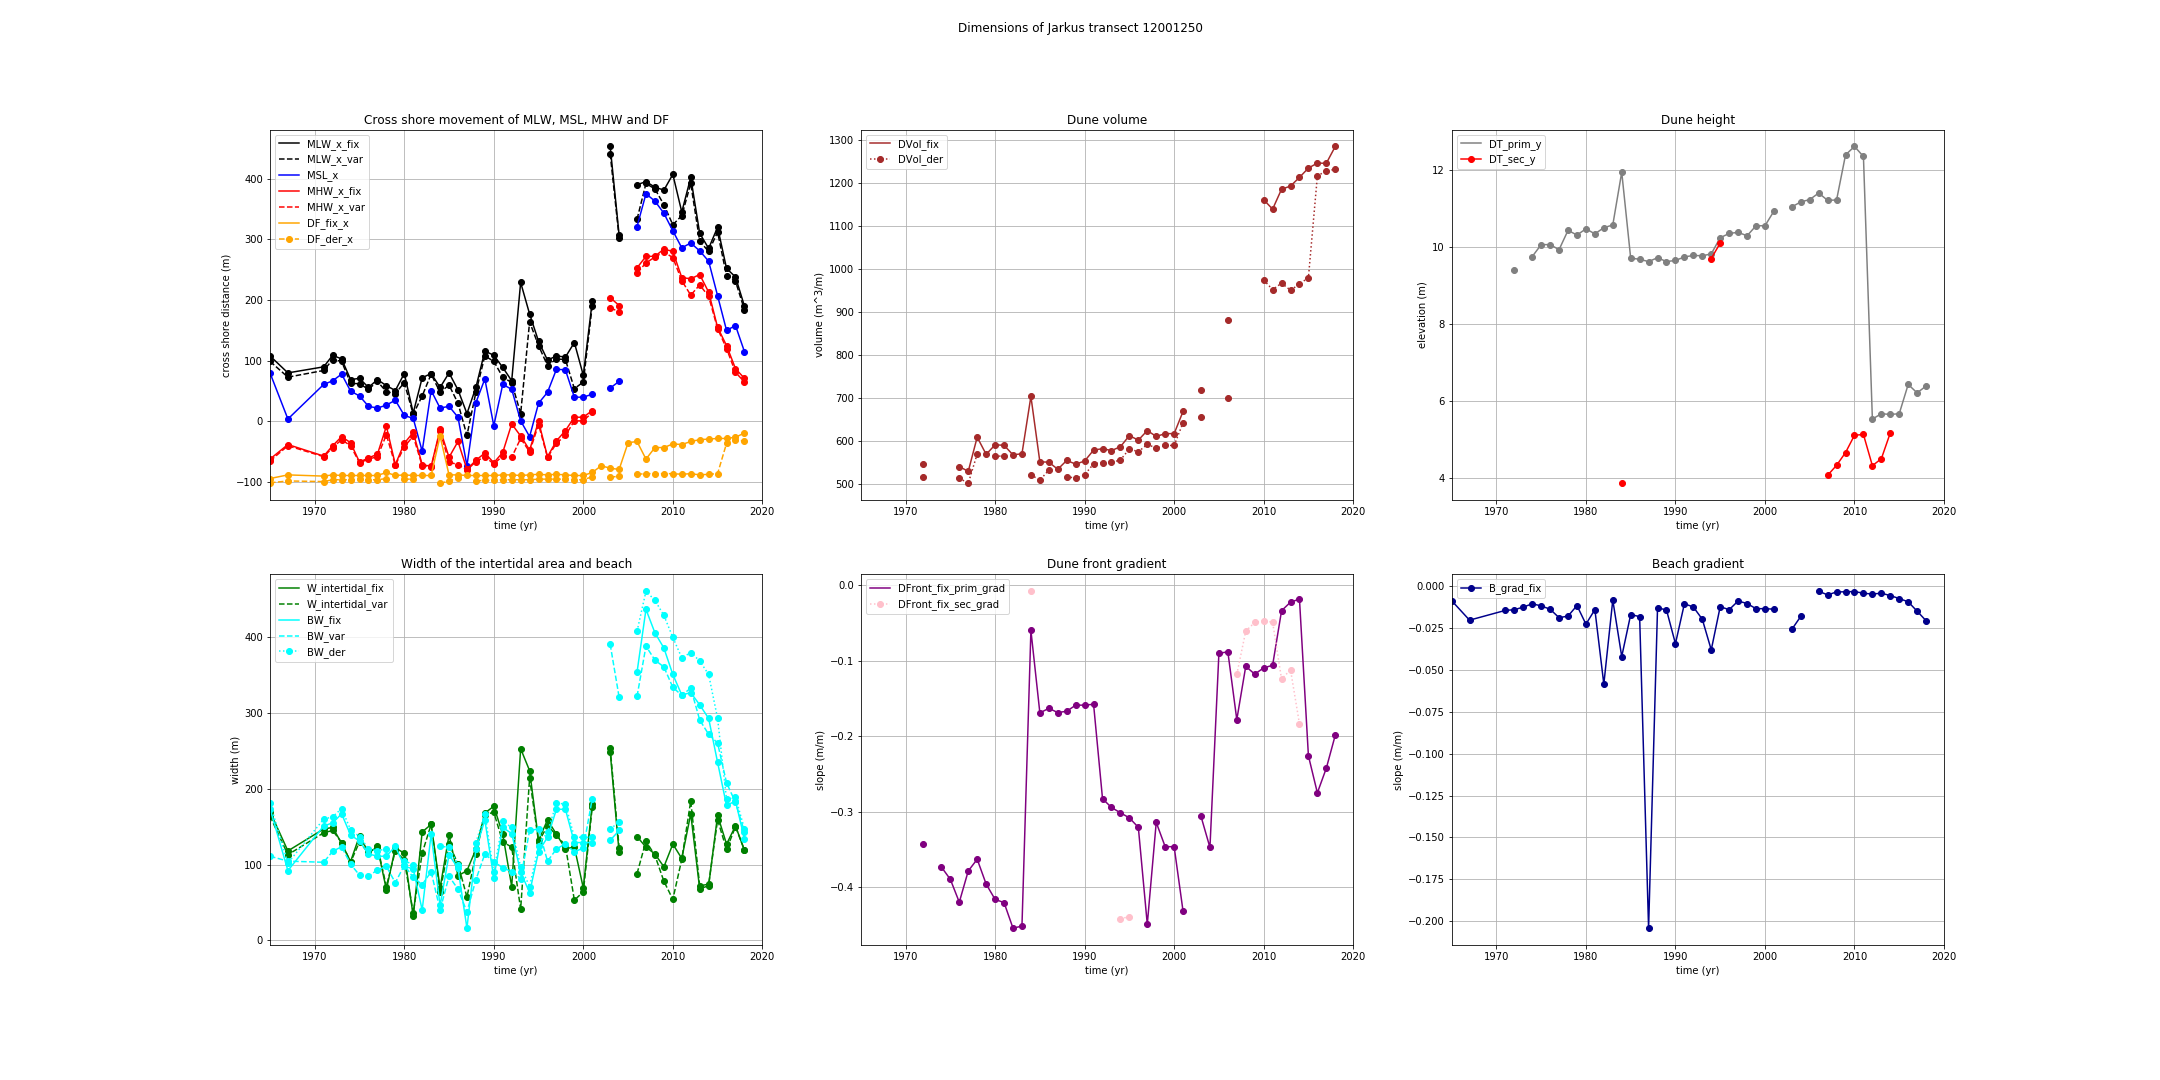 Dimensions of Jarkus transect 12001250
Cross shore movement of MLW, MSL, MHW and DF
MLW_x_fix
MLW_x_var
MSL_x
MHW_x_fix
MHW_x_var
DF_fix_x
DF_der_x
cross shore distance (m)
400
300
200
100
0
−100
1970 1980 1990 2000 2010 2020
time (yr)
Dune volume
DVol_fix
DVol_der
volume (m^3/m)
1300
1200
1100
1000
900
800
700
600
500
1970 1980 1990 2000 2010 2020
time (yr)
Dune height
DT_prim_y
DT_sec_y
elevation (m)
12
10
8
6
4
1970 1980 1990 2000 2010 2020
time (yr)
Width of the intertidal area and beach
W_intertidal_fix
W_intertidal_var
BW_fix
BW_var
BW_der
width (m)
400
300
200
100
0
1970 1980 1990 2000 2010 2020
time (yr)
Dune front gradient
DFront_fix_prim_grad
DFront_fix_sec_grad
slope (m/m)
0.0
−0.1
−0.2
−0.3
−0.4
1970 1980 1990 2000 2010 2020
time (yr)
Beach gradient
B_grad_fix
slope (m/m)
0.000
−0.025
−0.050
−0.075
−0.100
−0.125
−0.150
−0.175
−0.200
1970 1980 1990 2000 2010 2020
time (yr)